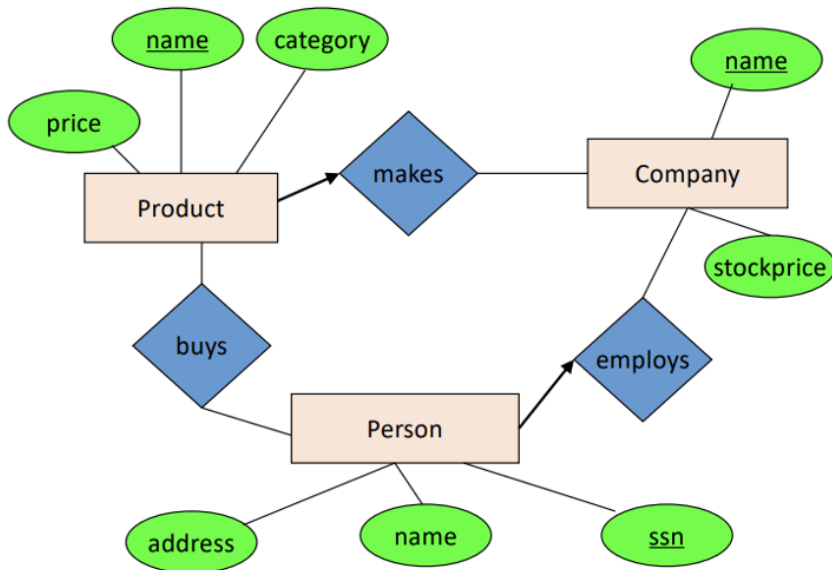 name
category
name
price
makes
Company
Product
stockprice
buys
employs
Person
address
name
ssn